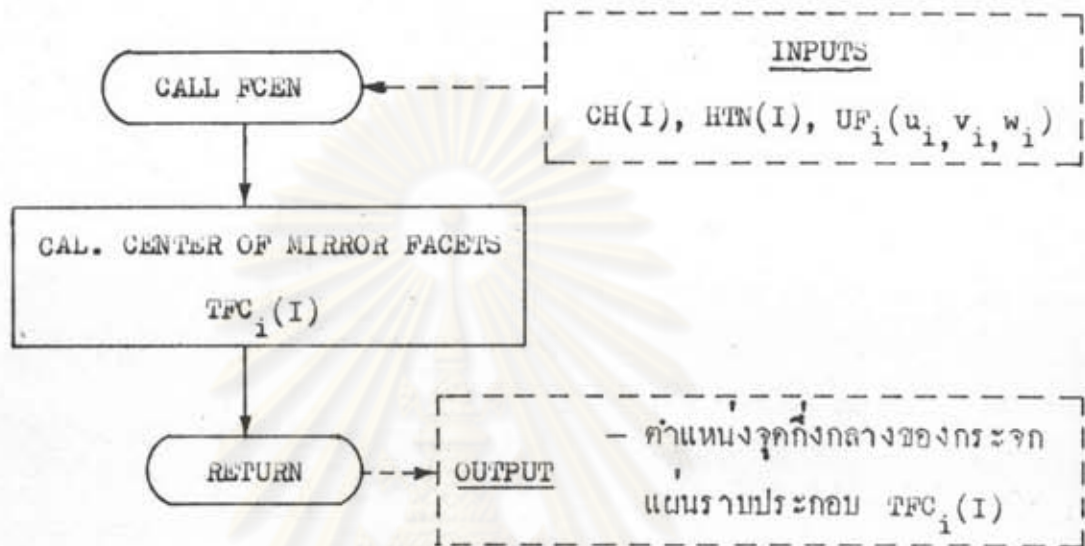 INPUTS
CALL FCEN
CH(I), HTN(I), UF_i(u_i, v_i, w_i)
CAL. CENTER OF MIRROR FACETS
TFC_i(I)
– ตำแหน่งจุดกึ่งกลางของกระจก
RETURN
OUTPUT
แผ่นราบประกอบ TFC_i(I)